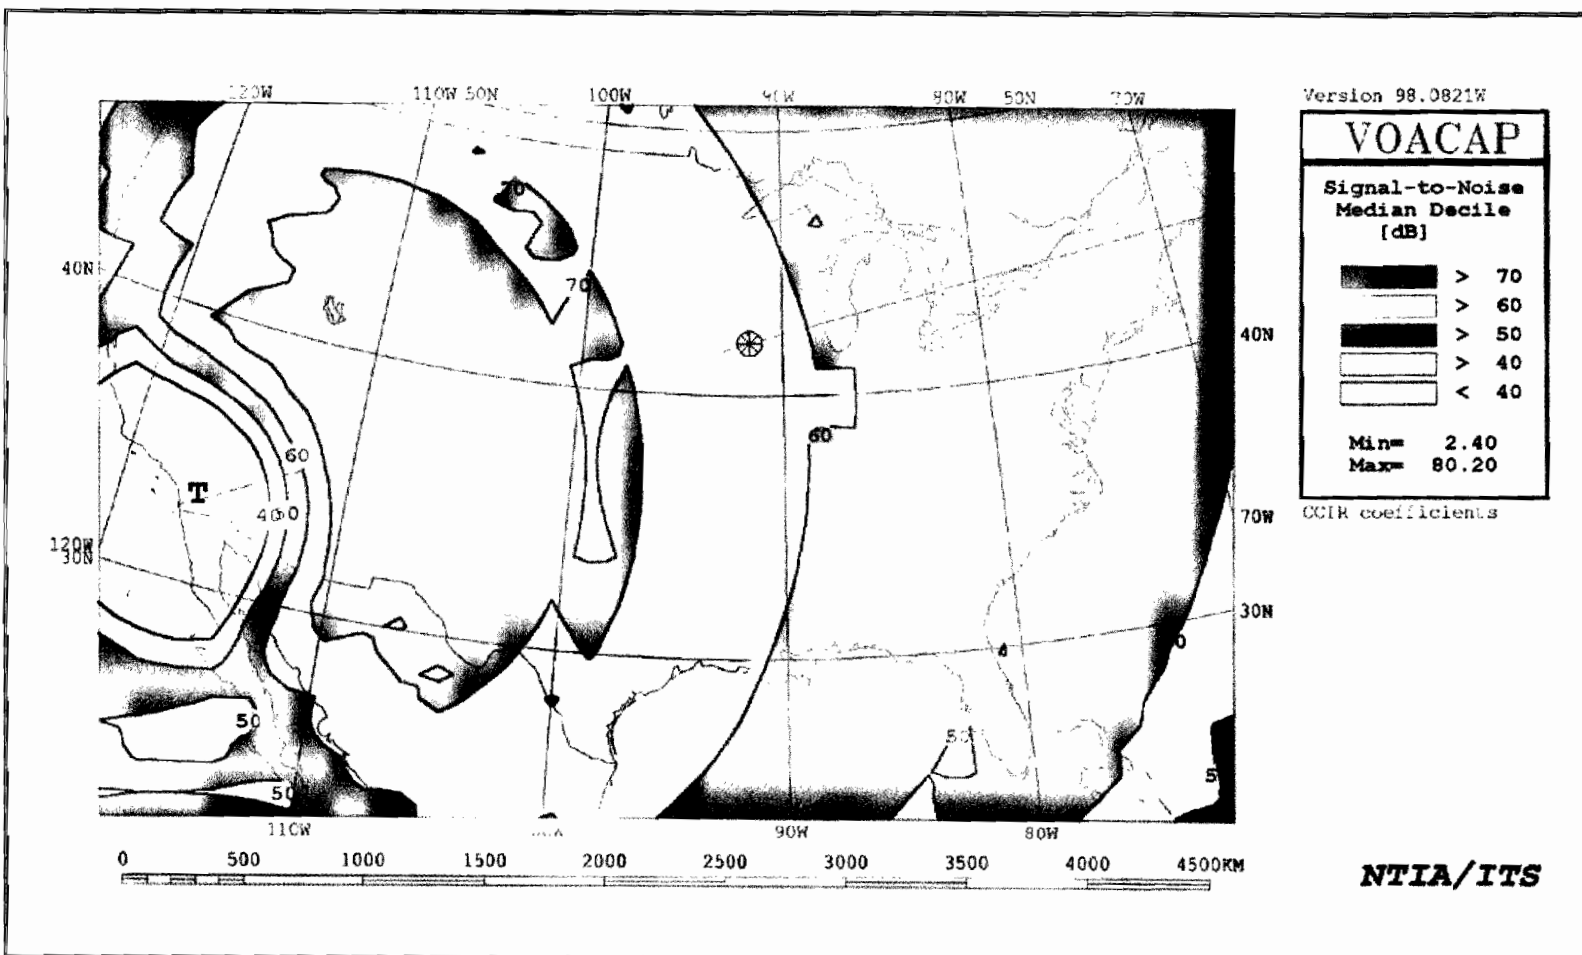 120W 110W 50N 100W 90W 80W 50N 70W
Version 98.0821W
VOACAP
Signal-to-Noise
Median Decile
[dB]
> 70
> 60
> 50
> 40
< 40
Min= 2.40
Max= 80.20
CCIR coefficients
70
40N
70
40N
60
60
T
40
70W
120W
30N
30N
50
50
50
110W 90W 80W
0 500 1000 1500 2000 2500 3000 3500 4000 4500KM
NTIA/ITS